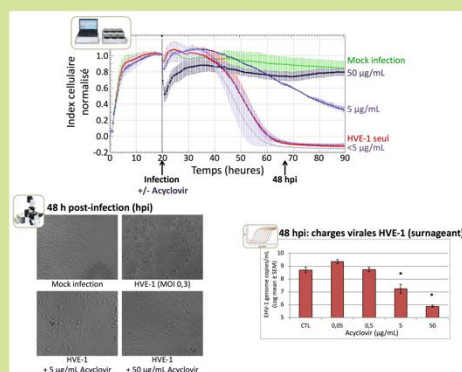 Index cellulaire
normalisé
1.2
1.0
0.8
0.6
0.4
0.2
0.0
-0.2
Mock infection
50 µg/mL
5 µg/mL
HVE-1 seul
<5 µg/mL
0 10 20 30 40 50 60 70 80 90
Temps (heures)
Infection
+/- Acyclovir
48 hpi
48 h post-infection (hpi)
Mock infection
HVE-1 (MOI 0,3)
HVE-1
+ 5 µg/mL Acyclovir
HVE-1
+ 50 µg/mL Acyclovir
48 hpi: charges virales HVE-1 (surnageant)
EHV-1 genome copies/mL
(Log mean ± SEM)
10
9
8
7
6
5
* *
CTL 0,05 0,5 5 50
Acyclovir (µg/mL)